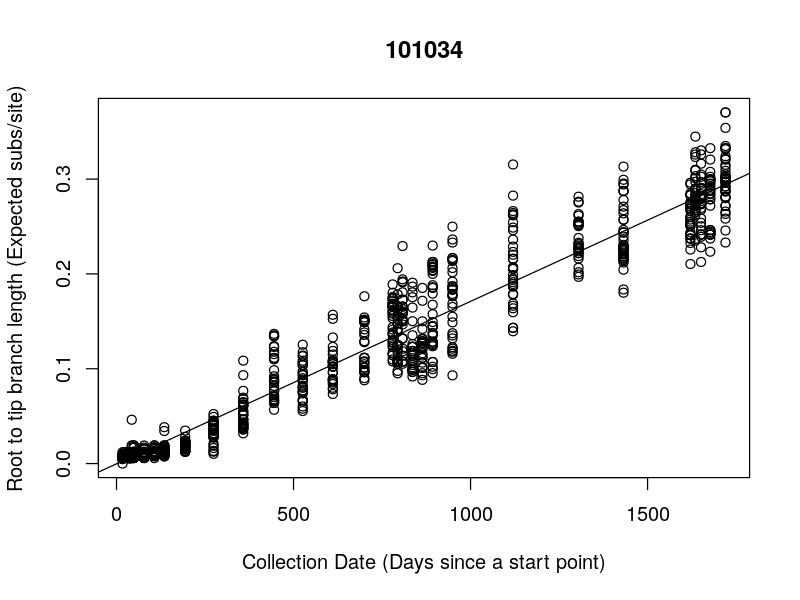 101034
Root to tip branch length (Expected subs/site)
0.3
0.2
0.1
0.0
0 500 1000 1500
Collection Date (Days since a start point)